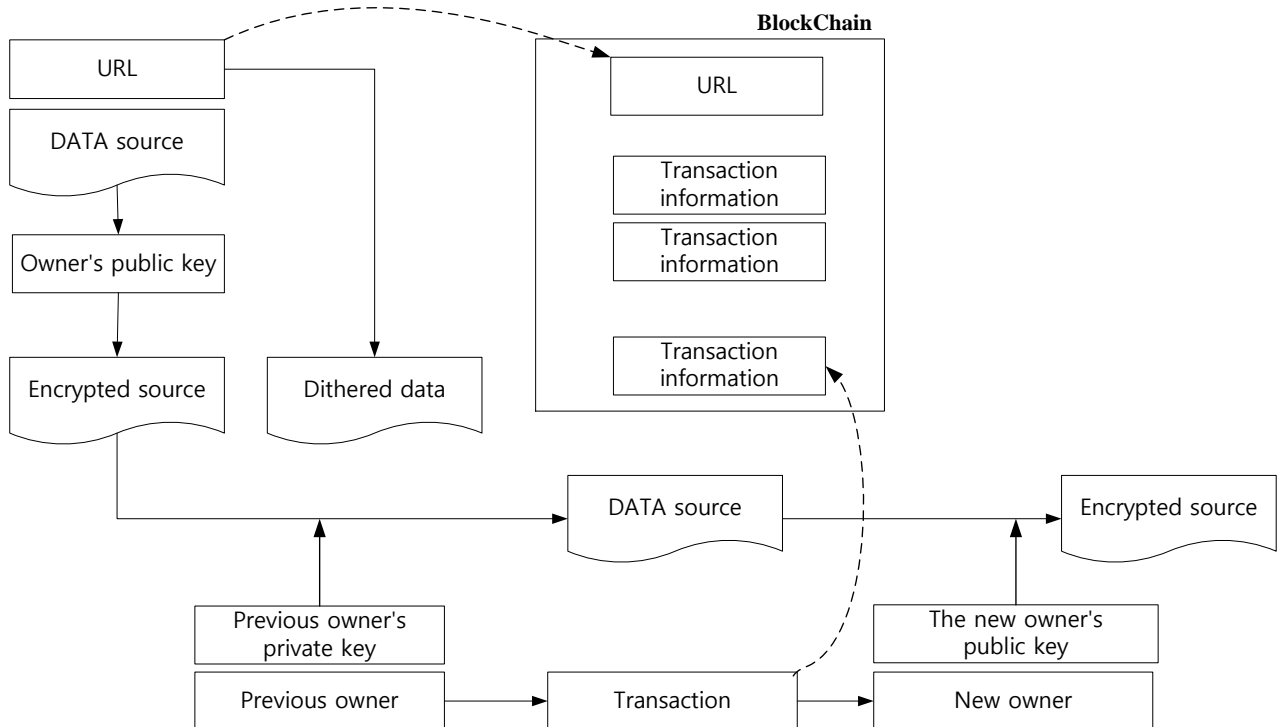 BlockChain
URL
URL
DATA source
Transaction
information
Owner's public key
Transaction
information
Encrypted source
Dithered data
Transaction
information
DATA source
Encrypted source
Previous owner's
private key
The new owner's
public key
Previous owner
Transaction
New owner